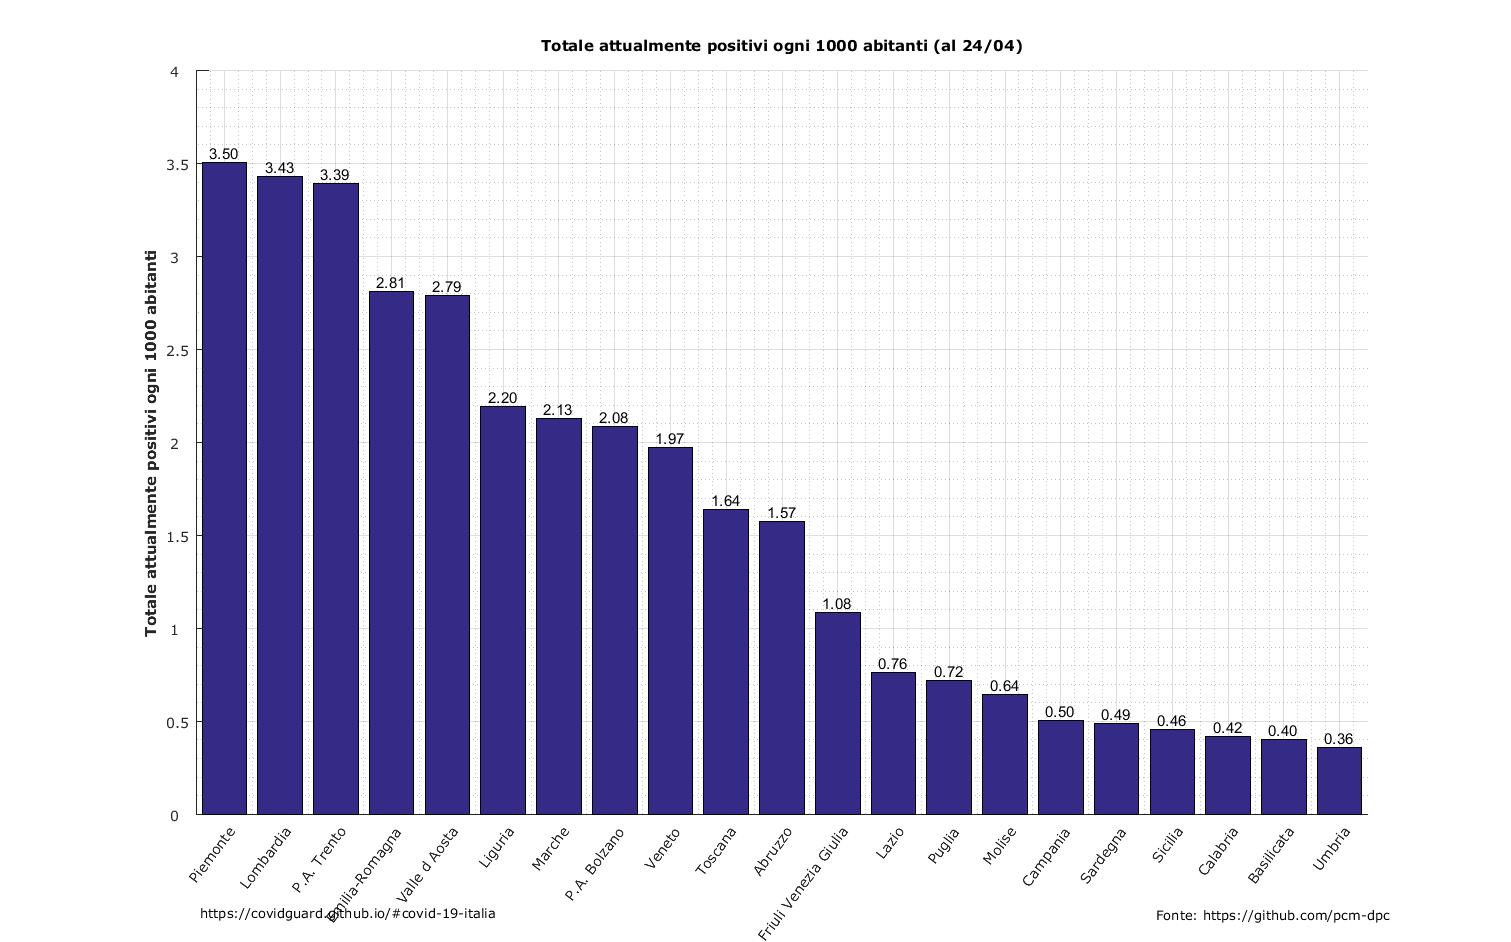 Totale attualmente positivi ogni 1000 abitanti (al 24/04)
Totale attualmente positivi ogni 1000 abitanti
4
3.5
3
2.5
2
1.5
1
0.5
0
3.50
3.43
3.39
2.81
2.79
2.20
2.13
2.08
1.97
1.64
1.57
1.08
0.76
0.72
0.64
0.50
0.49
0.46
0.42
0.40
0.36
Piemonte
Lombardia
P.A. Trento
Emilia-Romagna
Valle d Aosta
Liguria
Marche
P.A. Bolzano
Veneto
Toscana
Abruzzo
Friuli Venezia Giulia
Lazio
Puglia
Molise
Campania
Sardegna
Sicilia
Calabria
Basilicata
Umbria
https://covidguard.github.io/#covid-19-italia
Fonte: https://github.com/pcm-dpc